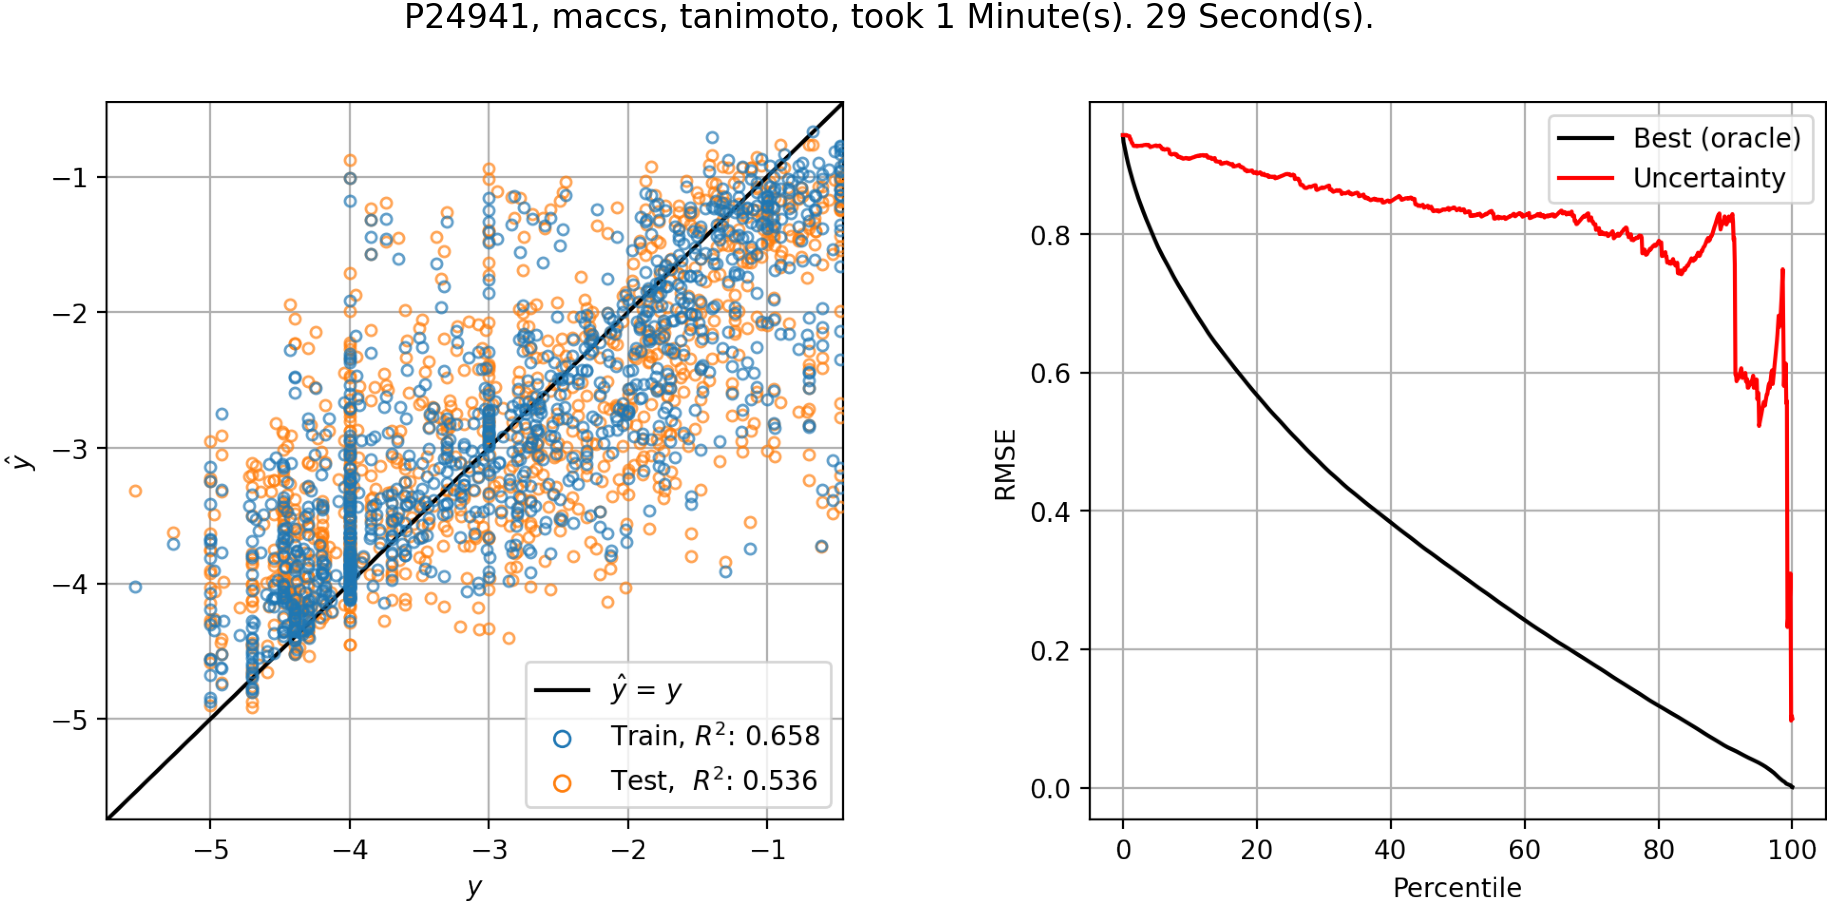 P24941, maccs, tanimoto, took 1 Minute(s). 29 Second(s).
−1
−2
−3
−4
−5
ŷ
−5 −4 −3 −2 −1
y
ŷ = y
Train, R²: 0.658
Test, R²: 0.536
0.8
0.6
0.4
0.2
0.0
RMSE
0 20 40 60 80 100
Percentile
Best (oracle)
Uncertainty